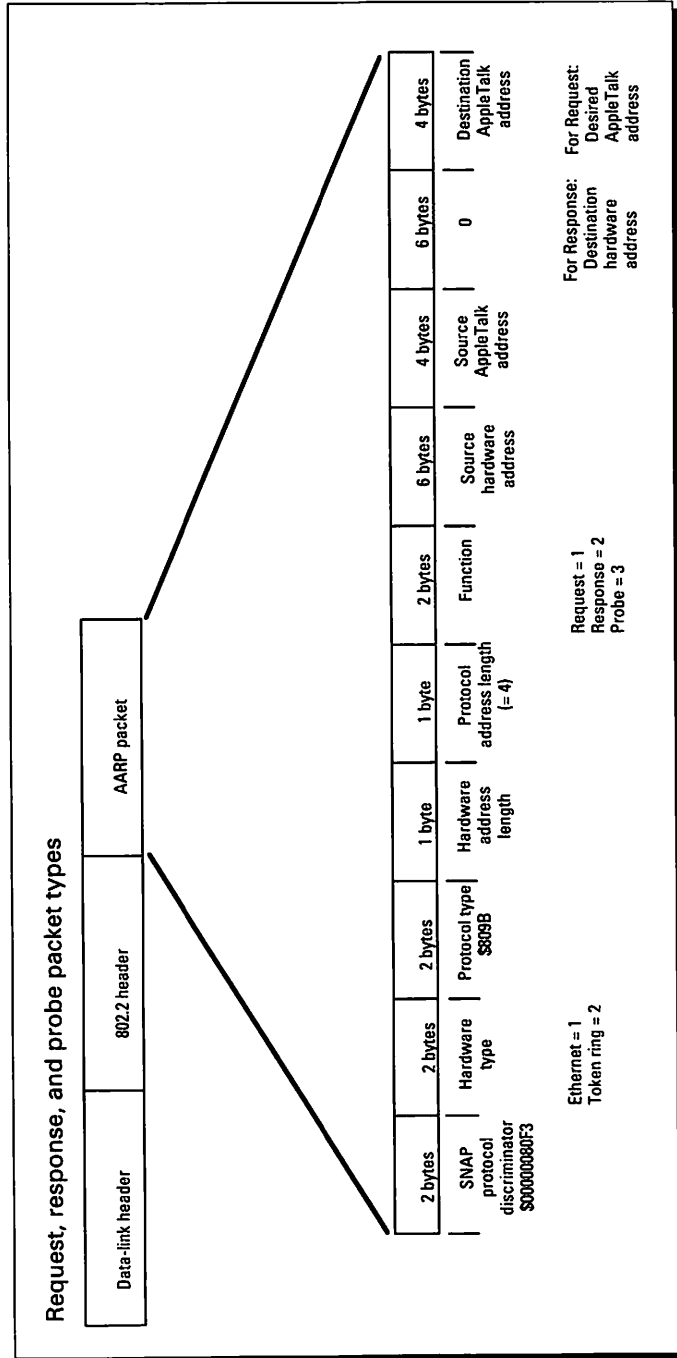 Request, response, and probe packet types
Data-link header
802.2 header
AARP packet
2 bytes
2 bytes
2 bytes
1 byte
1 byte
2 bytes
6 bytes
4 bytes
6 bytes
4 bytes
SNAP
protocol
discriminator
$00000080F3
Hardware
type
Protocol type
$809B
Hardware
address
length
Protocol
address length
(= 4)
Function
Source
hardware
address
Source
AppleTalk
address
0
Destination
AppleTalk
address
Ethernet = 1
Token ring = 2
Request = 1
Response = 2
Probe = 3
For Response:
Destination
hardware
address
For Request:
Desired
AppleTalk
address